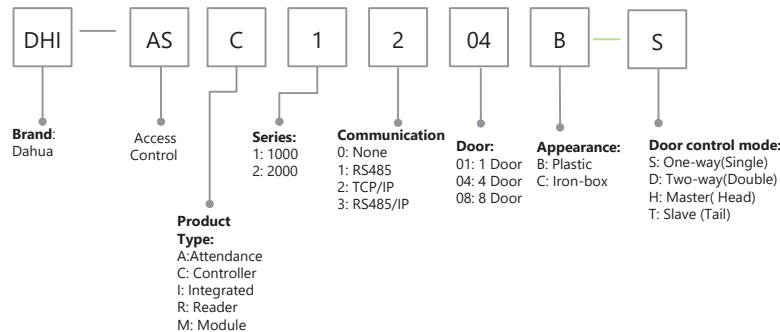 DHI — AS C 1 2 04 B — S
Brand:
Dahua
Access
Control
Product
Type:
A:Attendance
C: Controller
I: Integrated
R: Reader
M: Module
Series:
1: 1000
2: 2000
Communication
0: None
1: RS485
2: TCP/IP
3: RS485/IP
Door:
01: 1 Door
04: 4 Door
08: 8 Door
Appearance:
B: Plastic
C: Iron-box
Door control mode:
S: One-way(Single)
D: Two-way(Double)
H: Master( Head)
T: Slave (Tail)